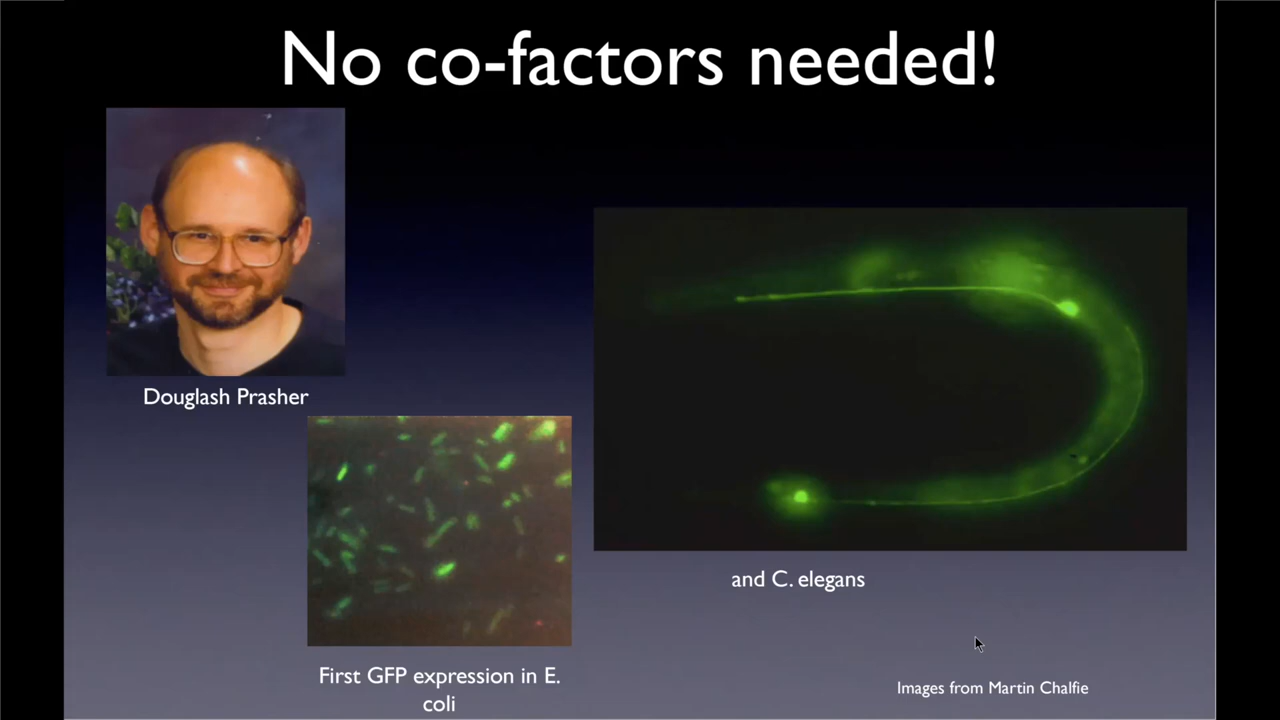 No co-factors needed!
Douglash Prasher
First GFP expression in E.
coli
and C. elegans
Images from Martin Chalfie